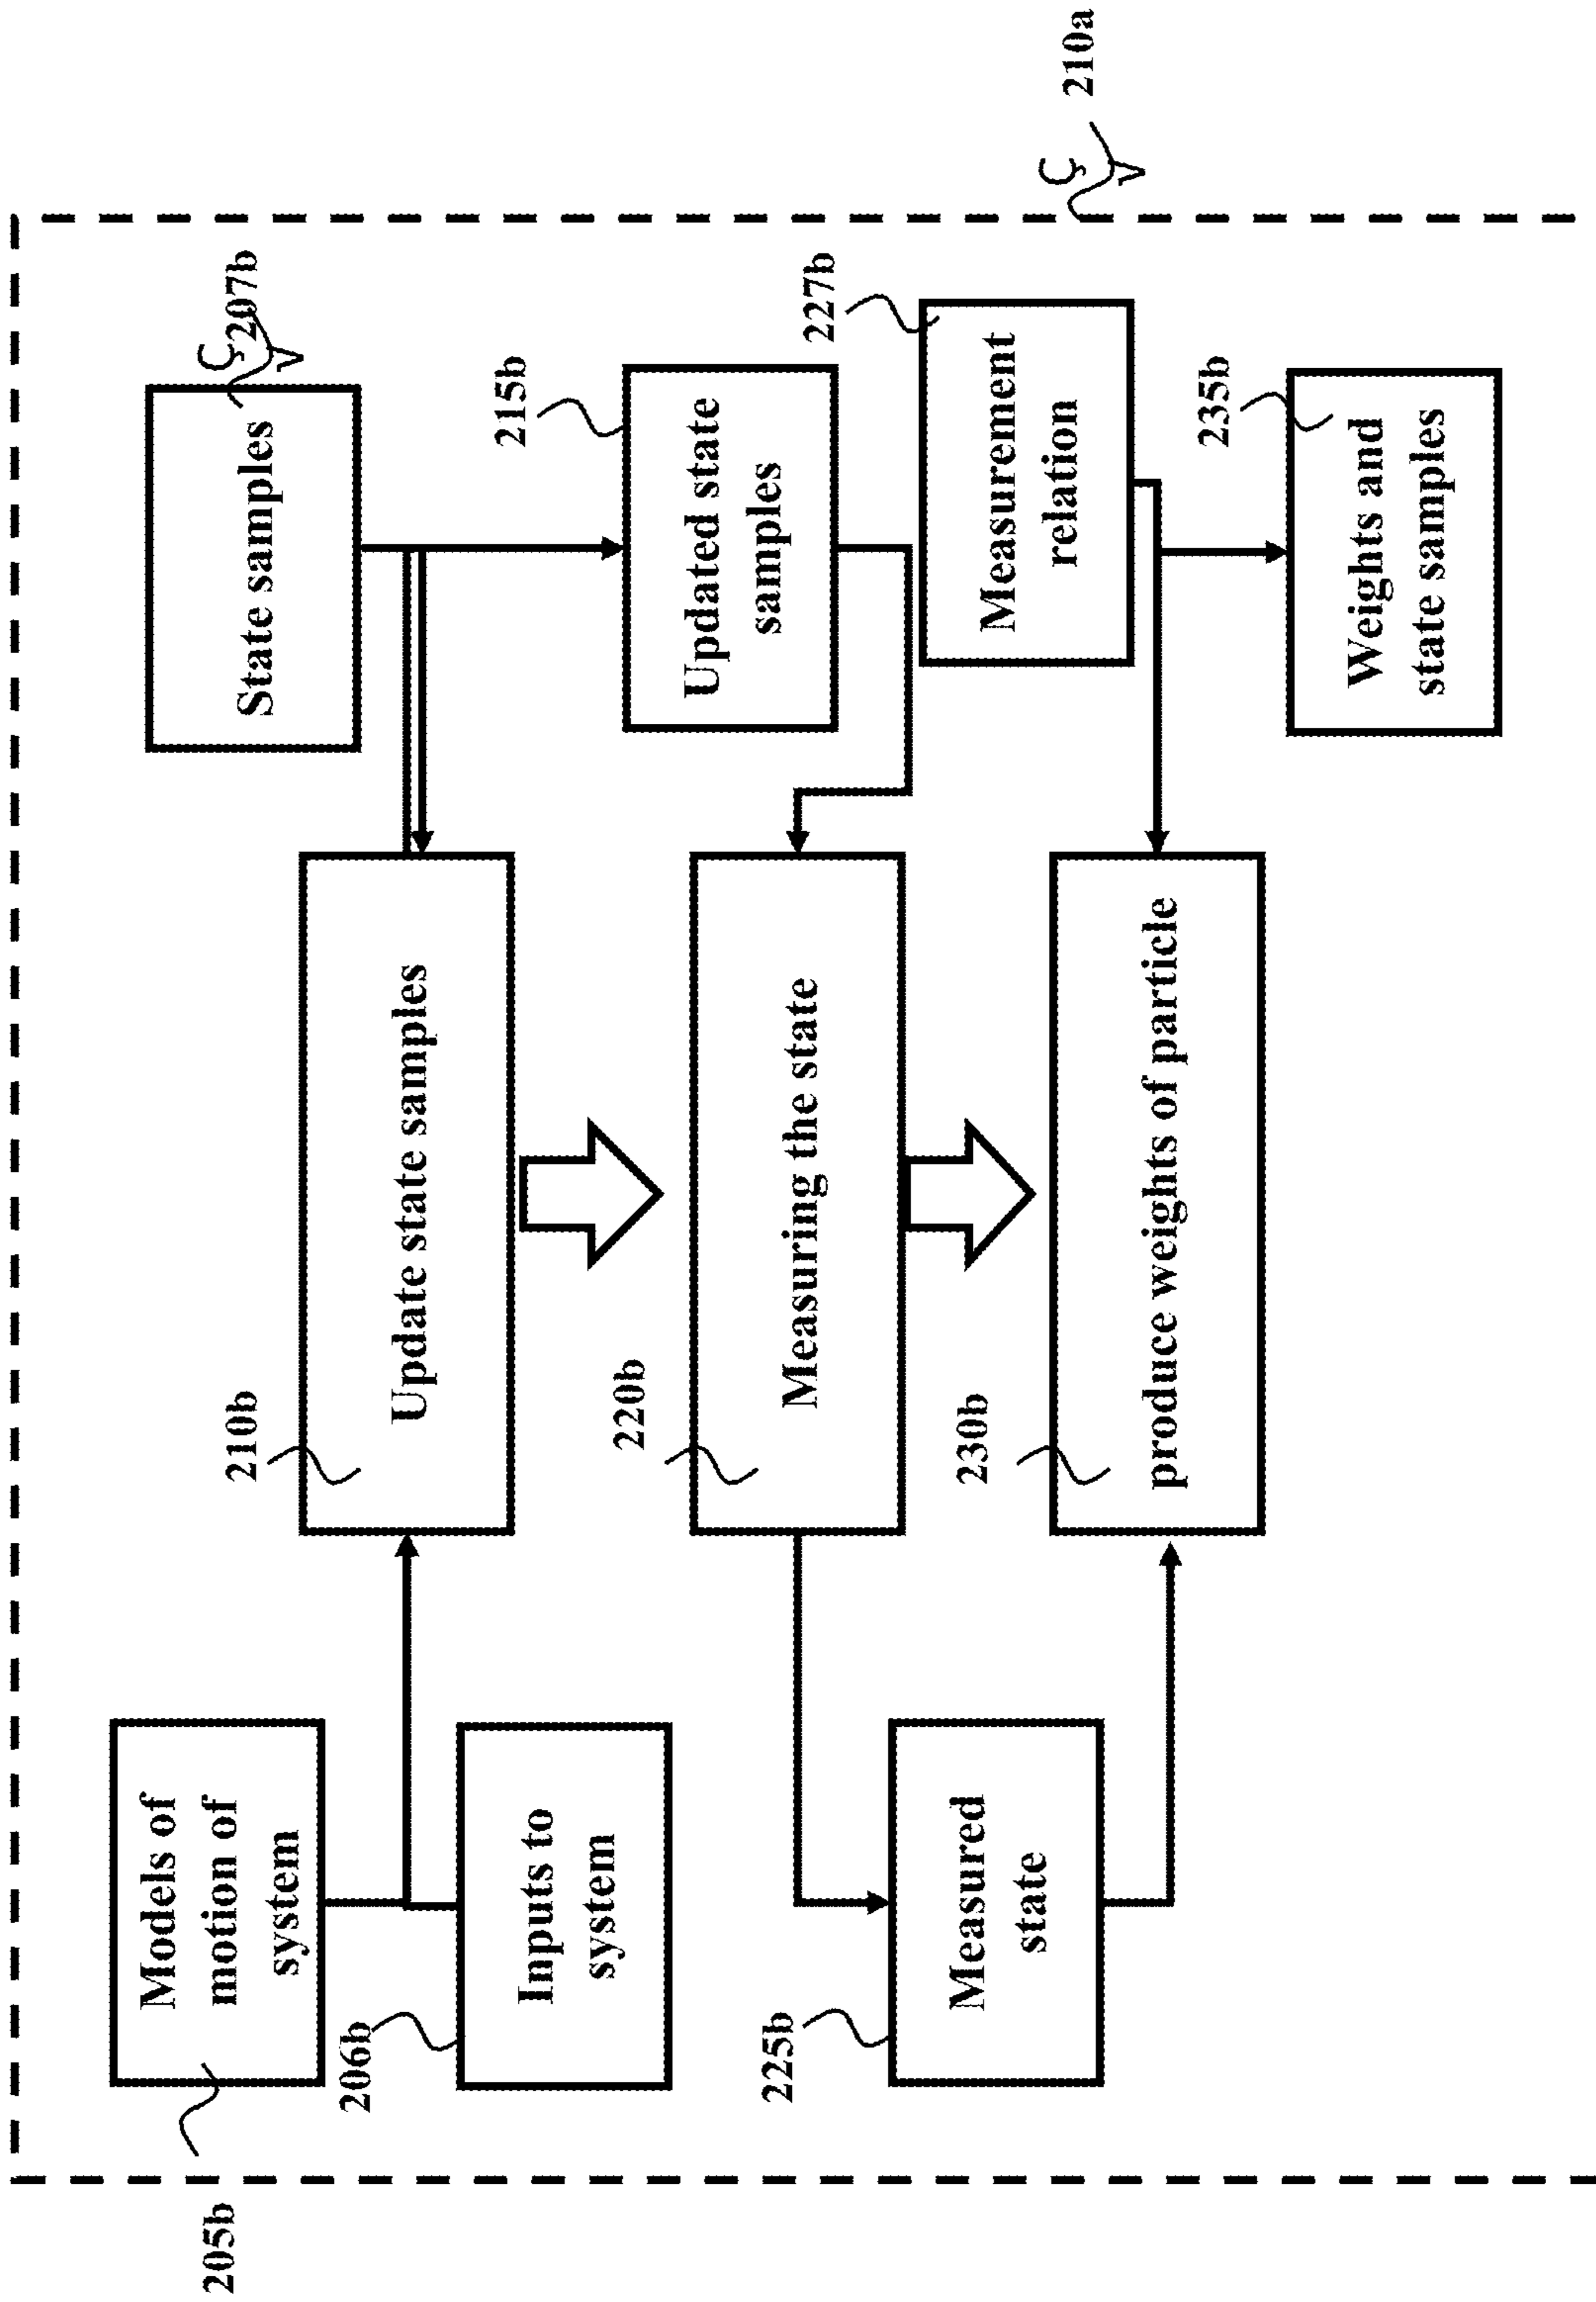 205b
Models of
motion of
system
207b
State samples
210b
Update state samples
206b
Inputs to
system
215b
Updated state
samples
220b
Measuring the state
225b
Measured
state
227b
Measurement
relation
230b
produce weights of particle
235b
Weights and
state samples
210a